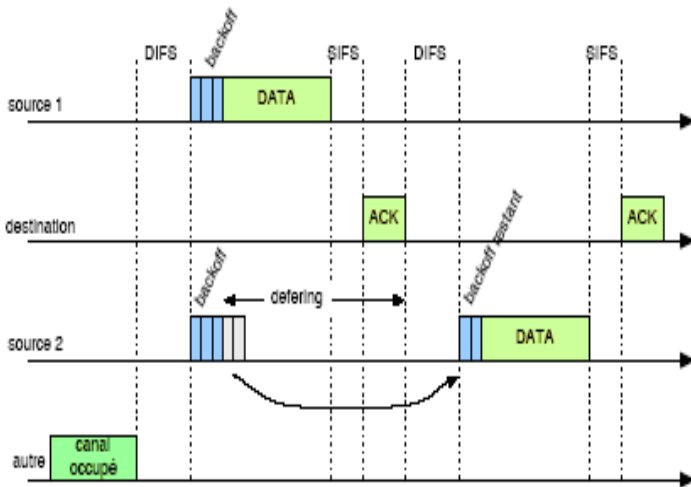 DIFS
backoff
SIFS
DIFS
SIFS
source 1
DATA
destination
ACK
backoff restant
ACK
backoff
defering
source 2
DATA
autre
canal
occupé